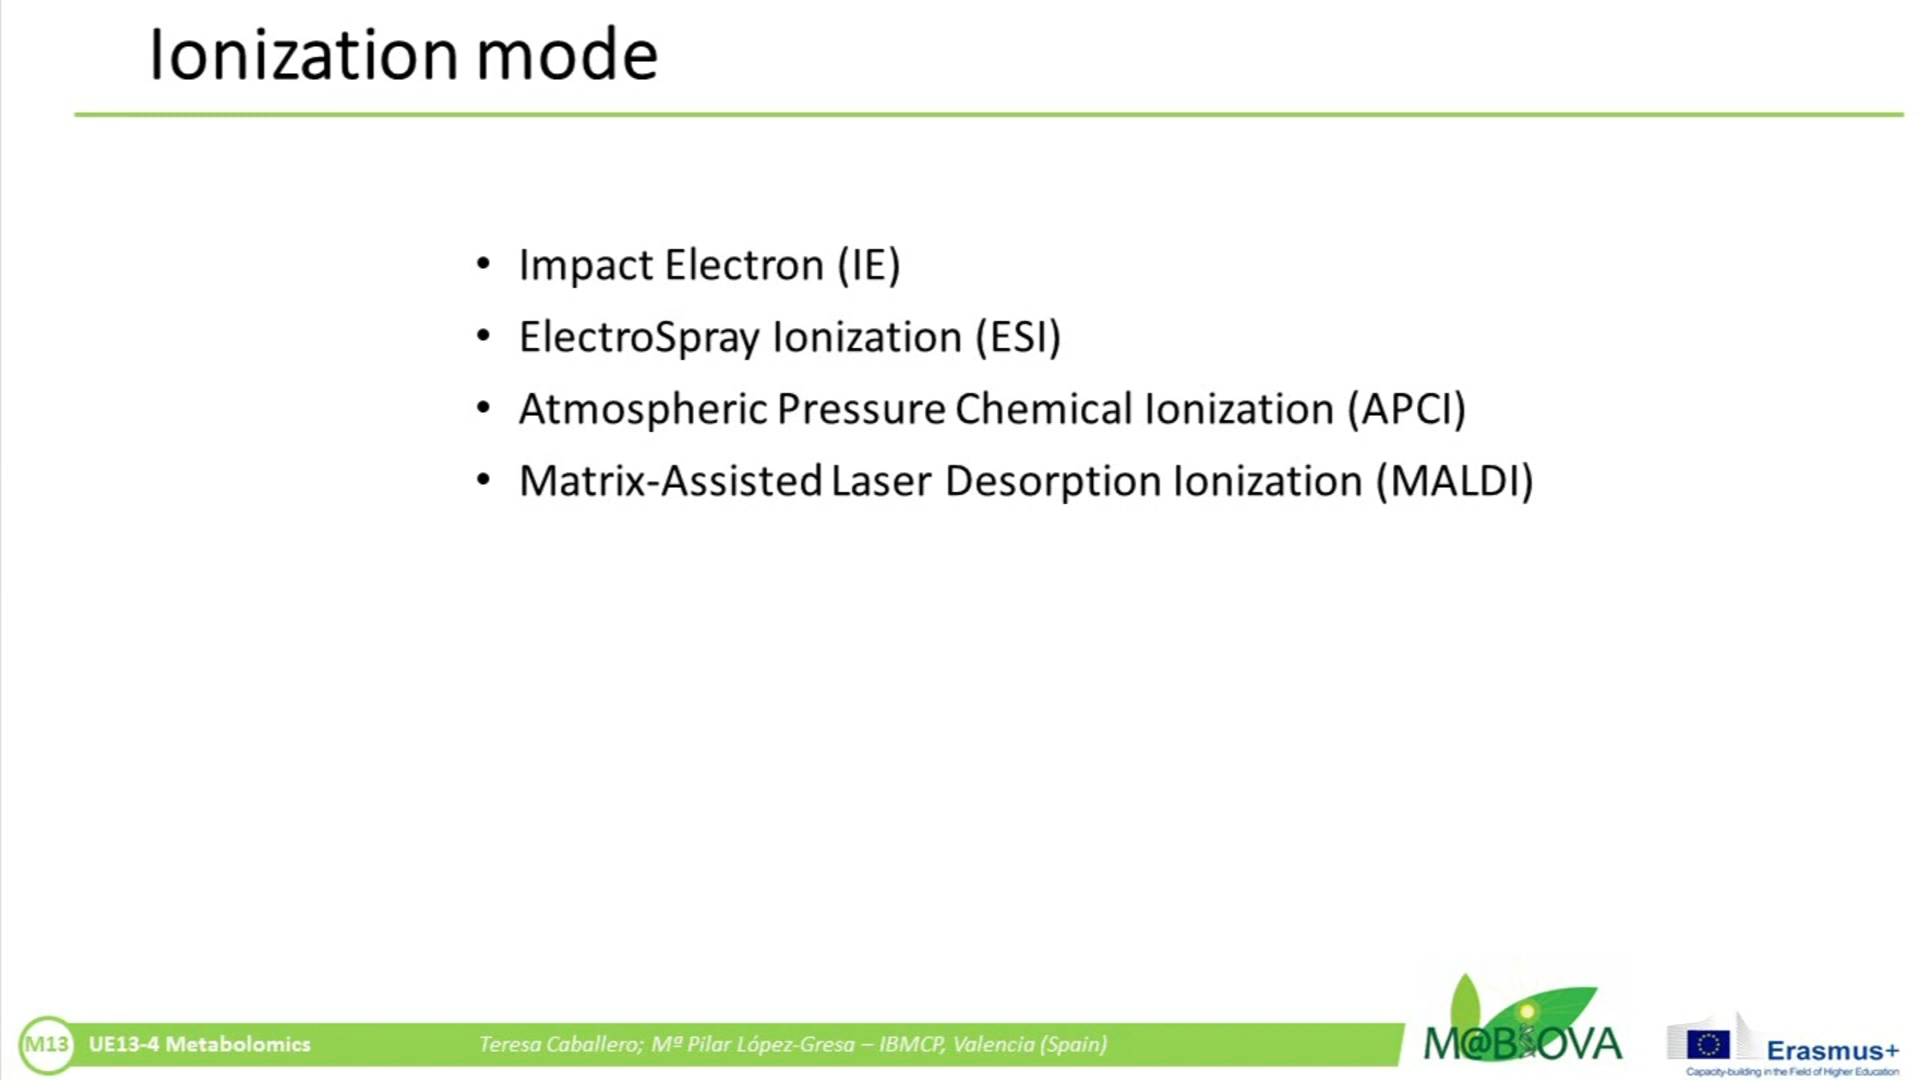 Ionization mode
• Impact Electron (IE)
• ElectroSpray Ionization (ESI)
• Atmospheric Pressure Chemical Ionization (APCI)
• Matrix-Assisted Laser Desorption Ionization (MALDI)
M13 UE13-4 Metabolomics
Teresa Caballero; Mª Pilar López-Gresa – IBMCP, Valencia (Spain)
M@BIOVA
Erasmus+
Capacity-building in the Field of Higher Education